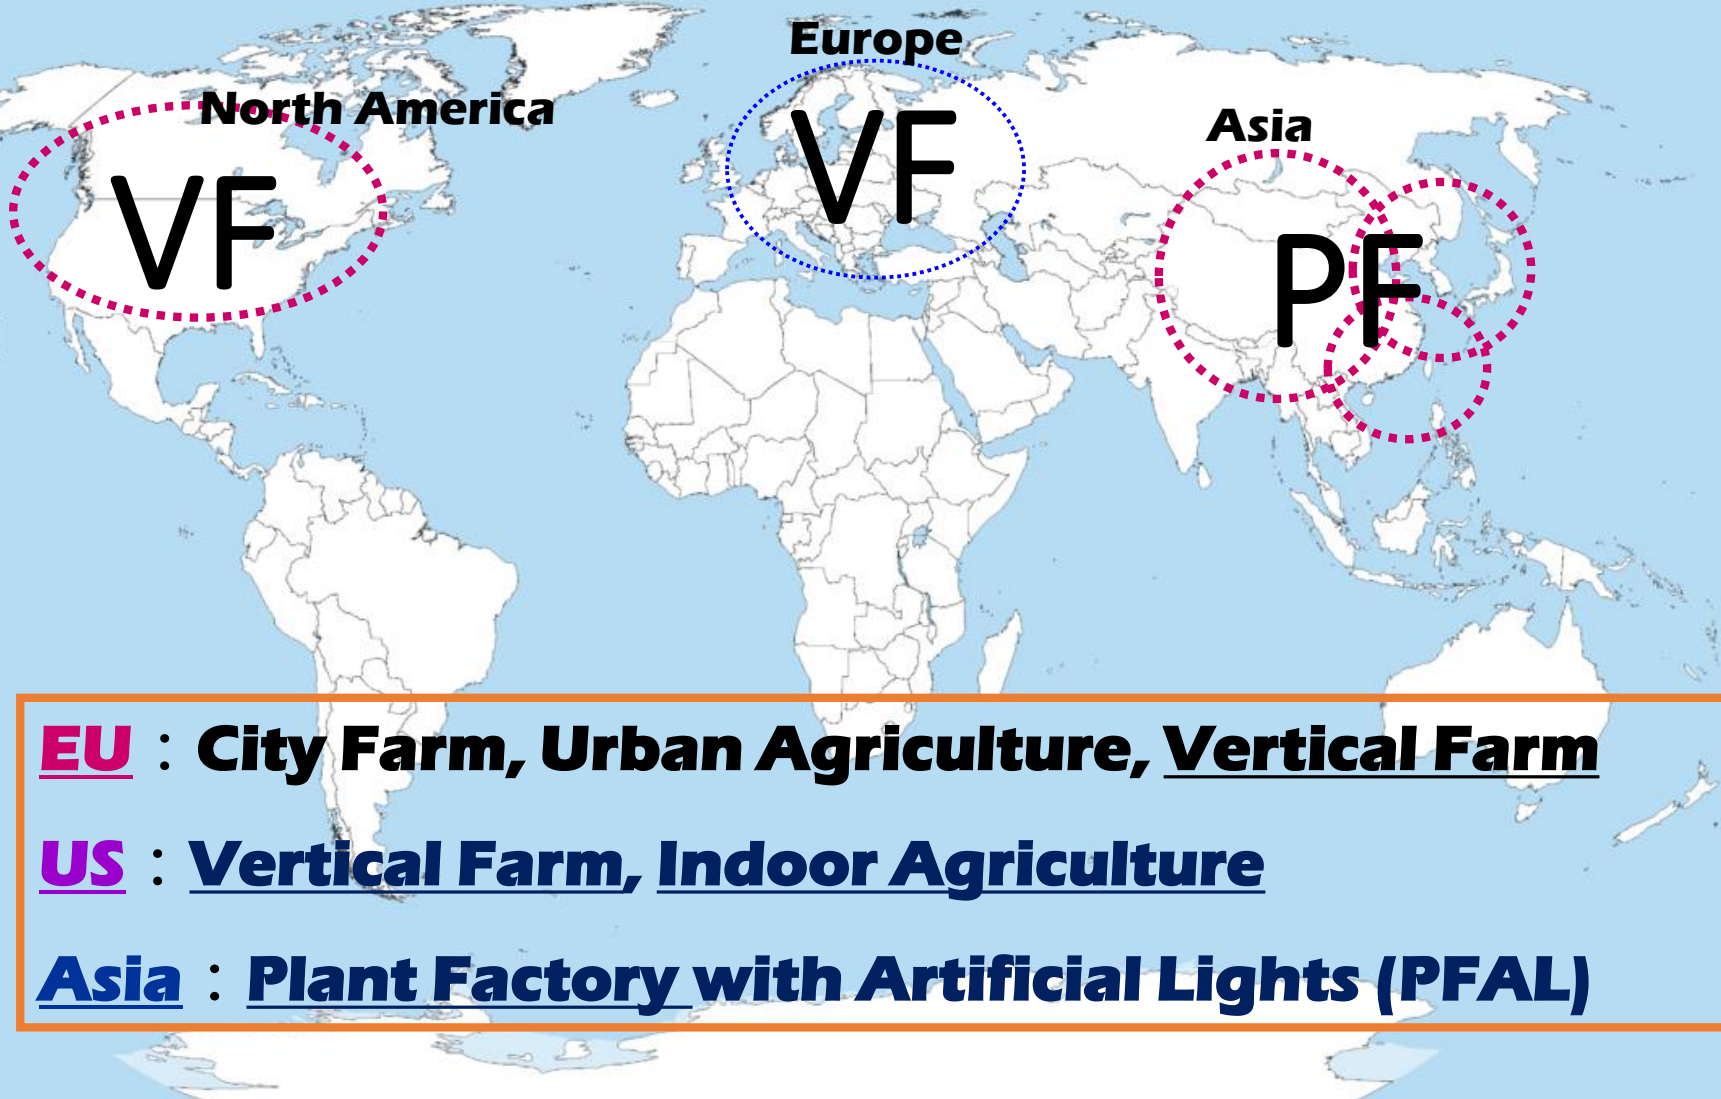 Europe
North America
Asia
VF
VF
PF
EU : City Farm, Urban Agriculture, Vertical Farm
US : Vertical Farm, Indoor Agriculture
Asia : Plant Factory with Artificial Lights (PFAL)